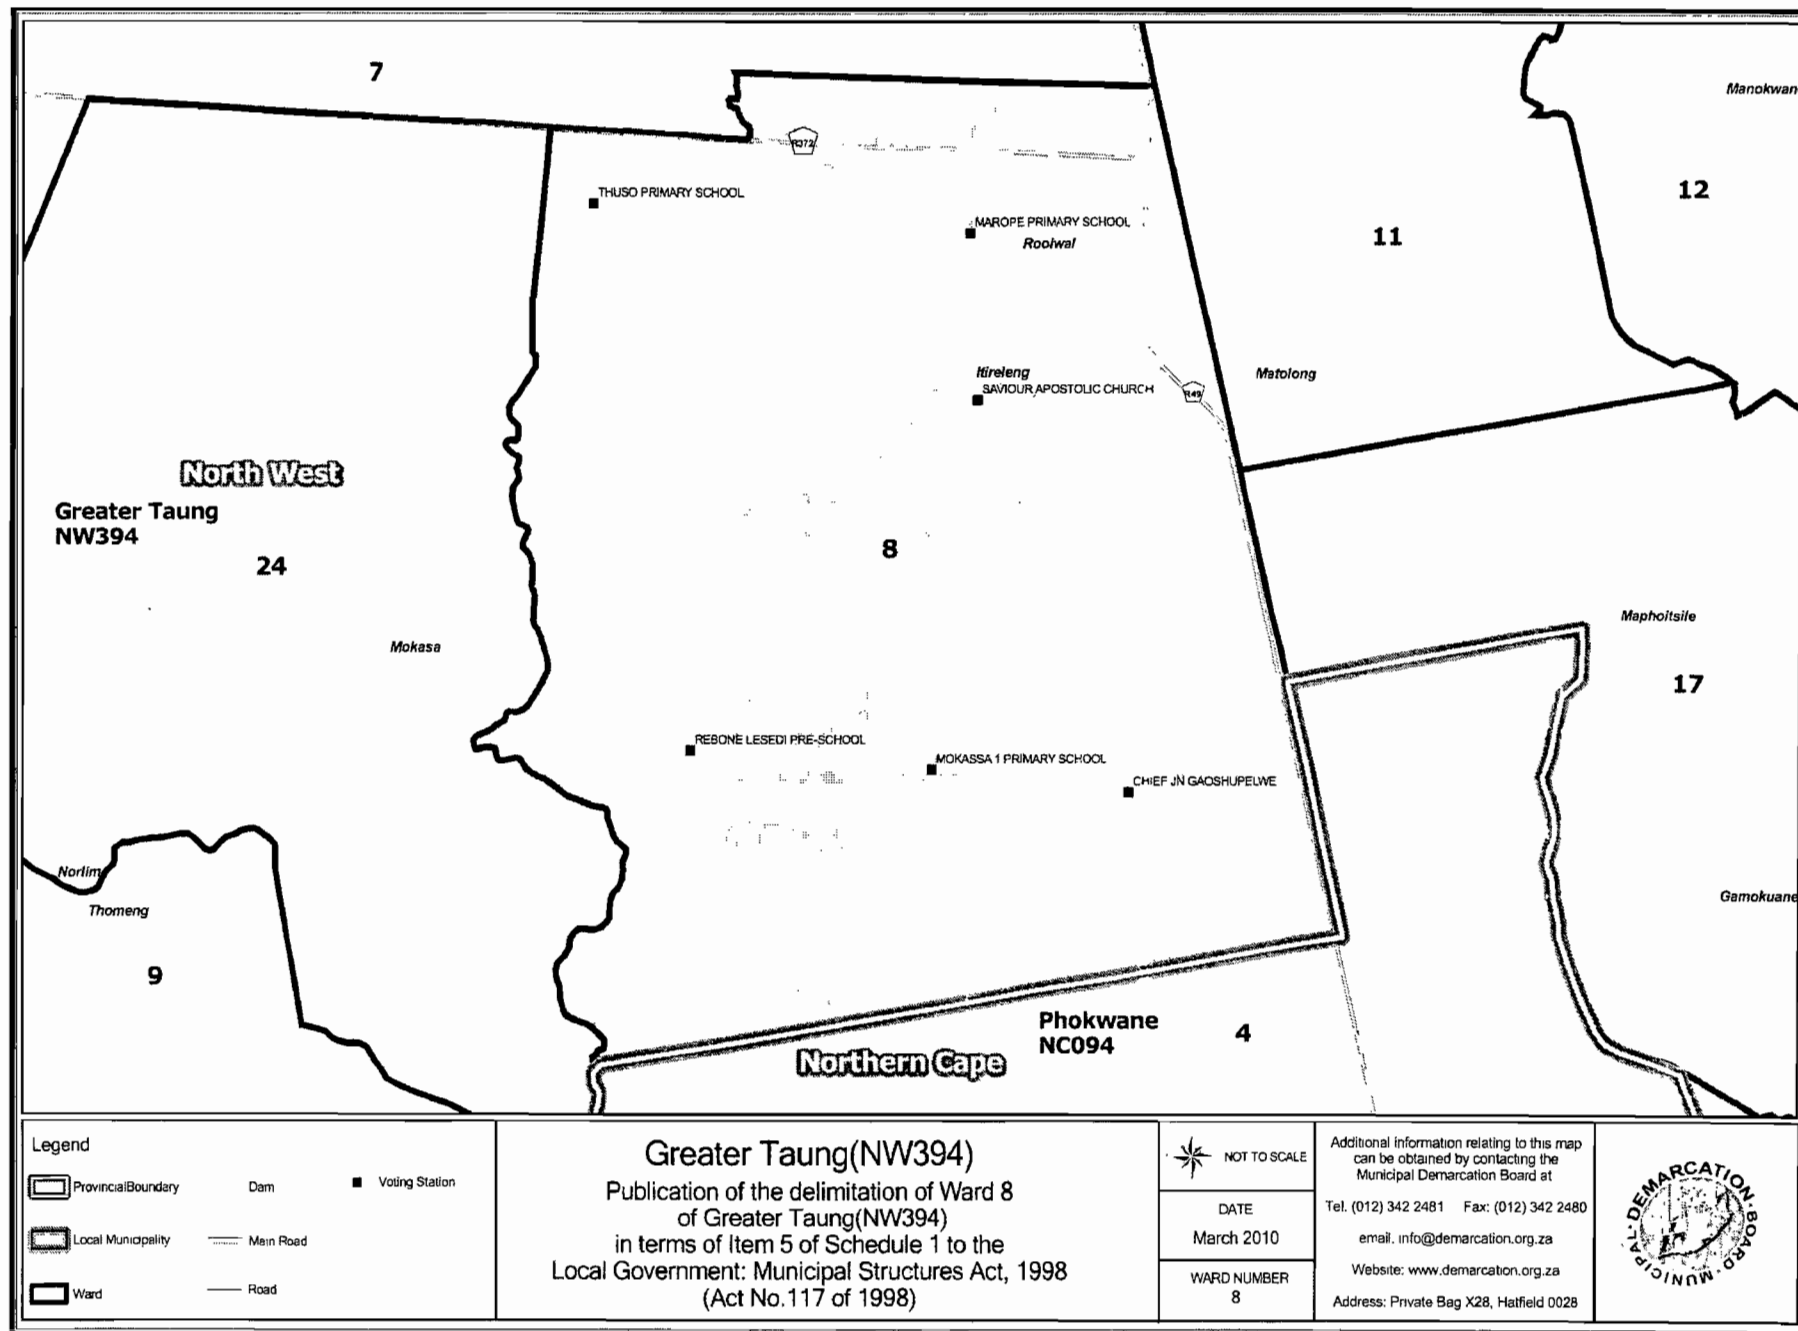 7
Manokwan
R372
12
THUSO PRIMARY SCHOOL
MAROPE PRIMARY SCHOOL
Rooiwal
11
Itireleng
SAVIOUR APOSTOLIC CHURCH
R49
Matolong
North West
Greater Taung
NW394
24
8
Mokasa
Maphoitsile
17
REBONE LESEDI PRE-SCHOOL
MOKASSA 1 PRIMARY SCHOOL
CHIEF JN GAOSHUPELWE
Norlim
Thomeng
Gamokuane
9
Phokwane
NC094
4
Northern Cape
Legend
ProvincialBoundary
Dam
Voting Station
Local Municipality
Main Road
Ward
Road
Greater Taung(NW394)
Publication of the delimitation of Ward 8
of Greater Taung(NW394)
in terms of Item 5 of Schedule 1 to the
Local Government: Municipal Structures Act, 1998
(Act No.117 of 1998)
NOT TO SCALE
DATE
March 2010
WARD NUMBER
8
Additional information relating to this map
can be obtained by contacting the
Municipal Demarcation Board at
Tel. (012) 342 2481 Fax: (012) 342 2480
email. info@demarcation.org.za
Website: www.demarcation.org.za
Address: Private Bag X28, Hatfield 0028
MUNICIPAL DEMARCATION BOARD